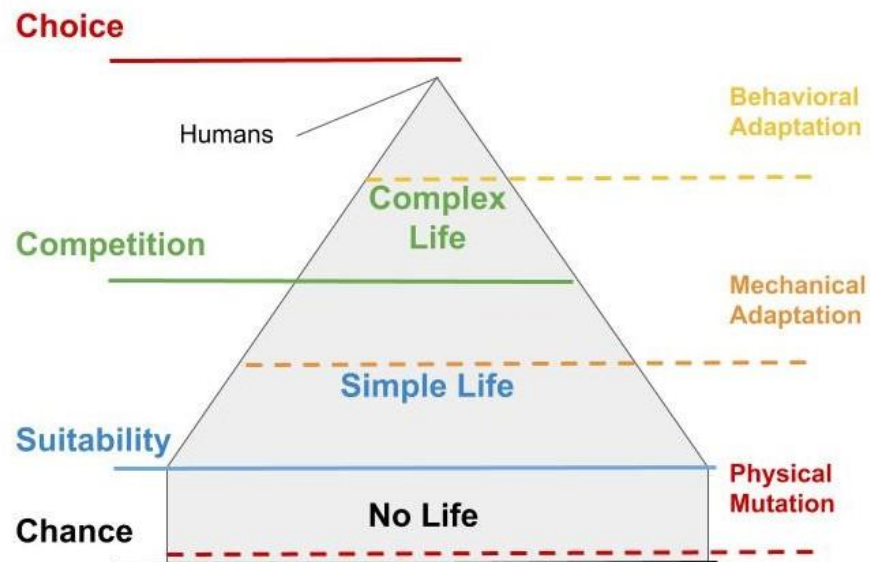 Choice
Behavioral
Adaptation
Humans
Complex
Life
Competition
Mechanical
Adaptation
Simple Life
Suitability
Physical
Mutation
No Life
Chance